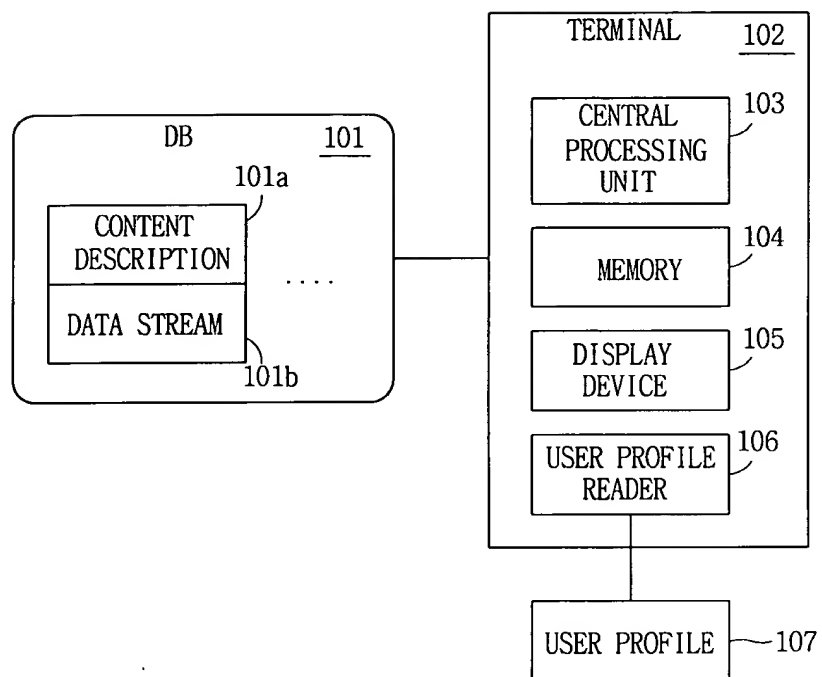 DB
101
101a
CONTENT
DESCRIPTION
....
DATA STREAM
101b
TERMINAL
102
103
CENTRAL
PROCESSING
UNIT
104
MEMORY
105
DISPLAY
DEVICE
106
USER PROFILE
READER
USER PROFILE
107